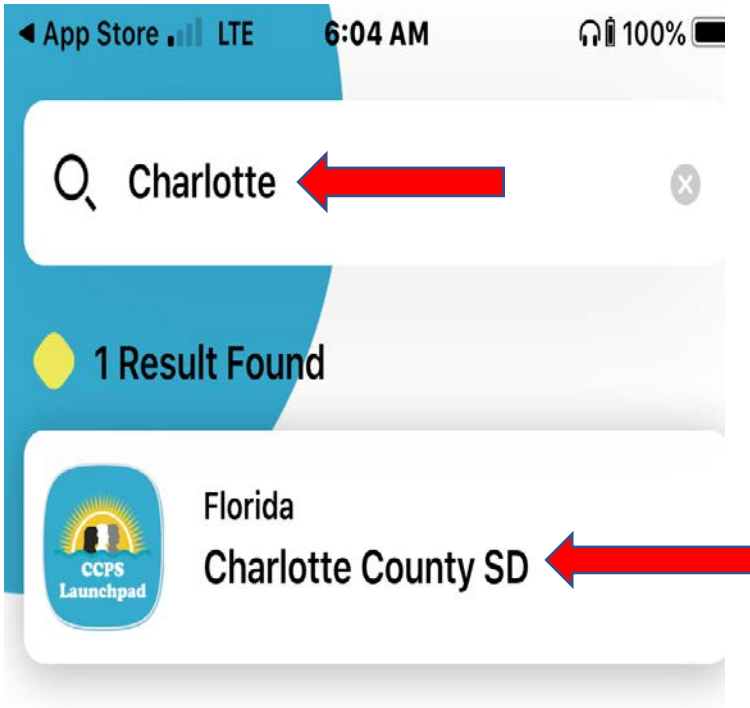 App Store LTE 6:04 AM 100%
Charlotte
1 Result Found
Florida
Charlotte County SD
CCPS
Launchpad